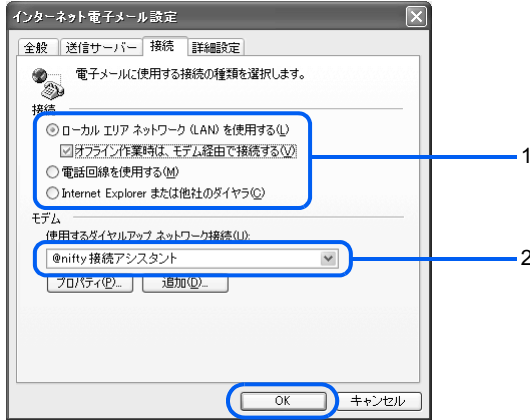 インターネット電子メール設定
全般 送信サーバー 接続 詳細設定
電子メールに使用する接続の種類を選択します。
接続
ローカル エリア ネットワーク (LAN) を使用する(L)
オフライン作業時は、モデム経由で接続する(V)
1
電話回線を使用する(M)
Internet Explorer または他社のダイヤラ(C)
モデム
使用するダイヤルアップ ネットワーク接続(U):
@nifty 接続アシスタント
2
プロパティ(P)... 追加(D)...
OK キャンセル